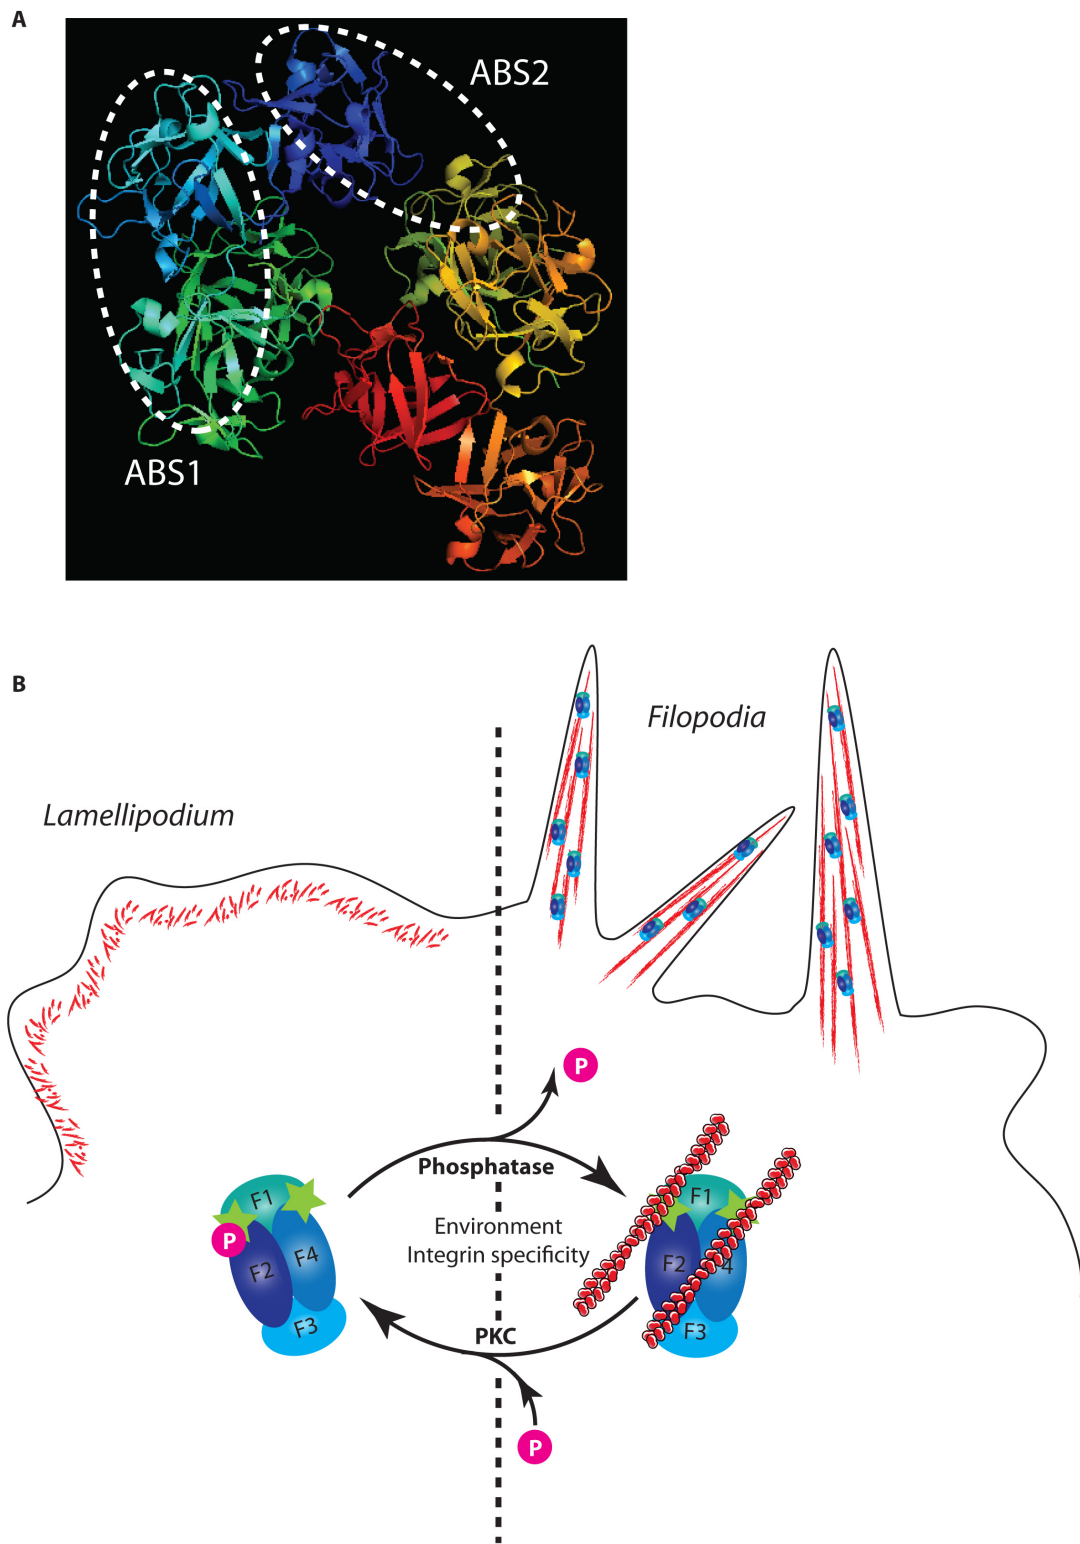 A
ABS2
ABS1
B
Filopodia
Lamellipodium
P
Phosphatase
F1
F1
Environment
P
Integrin specificity
F4
F2
F2
4
F3
F3
PKC
P